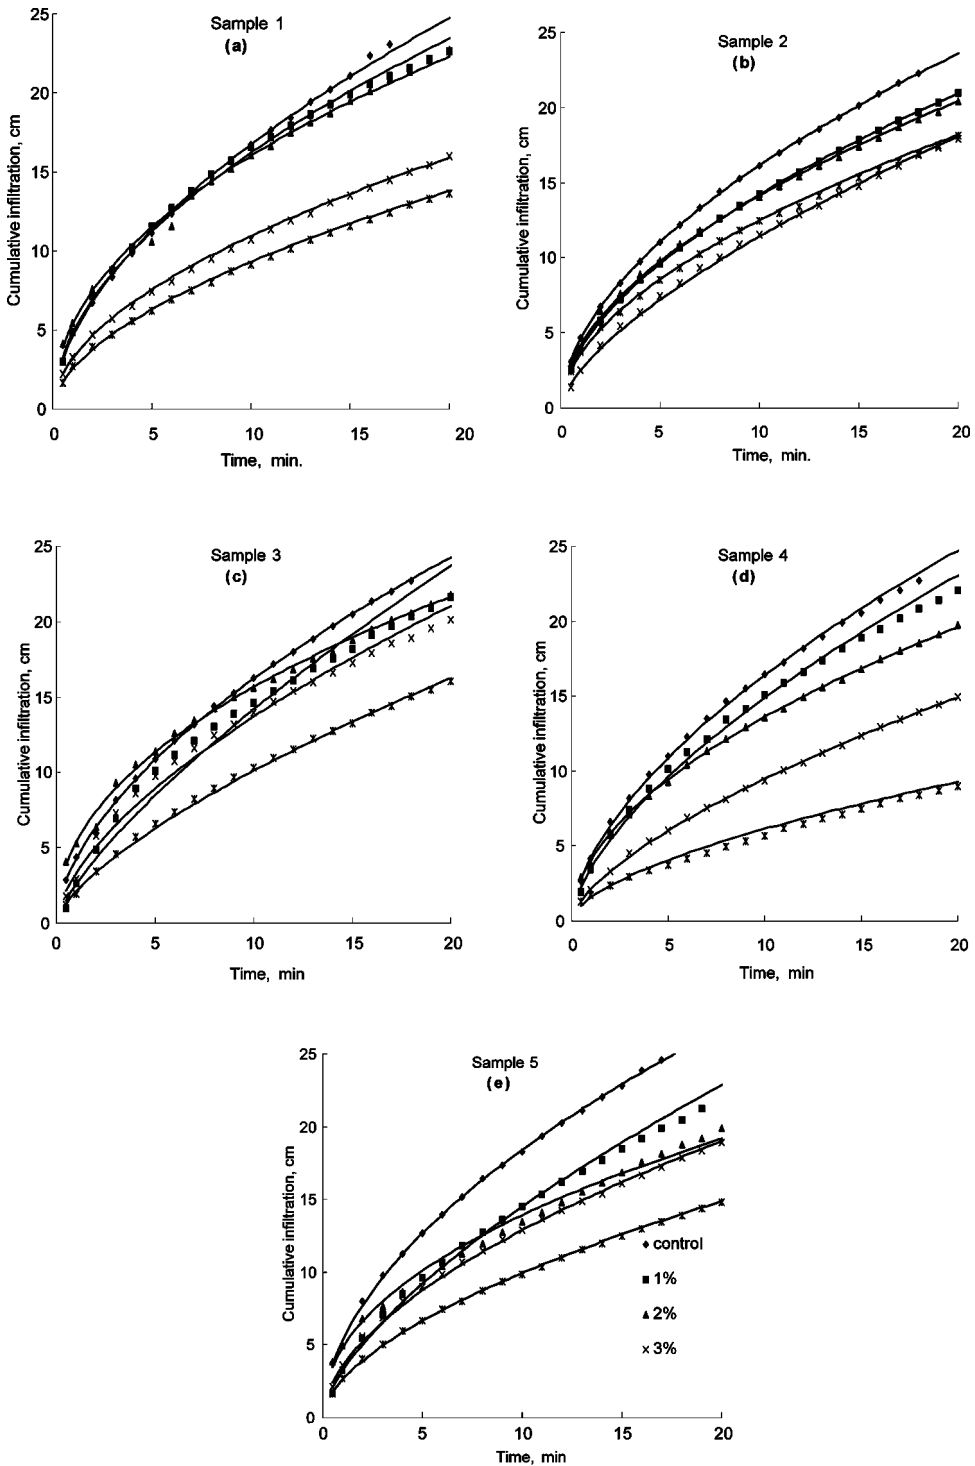 Sample 1
(a)
Cumulative infiltration, cm
25
20
15
10
5
0
0 5 10 15 20
Time, min.
Sample 2
(b)
Cumulative infiltration, cm
25
20
15
10
5
0
0 5 10 15 20
Time, min.
Sample 3
(c)
Cumulative infiltration, cm
25
20
15
10
5
0
0 5 10 15 20
Time, min
Sample 4
(d)
Cumulative infiltration, cm
25
20
15
10
5
0
0 5 10 15 20
Time, min
Sample 5
(e)
Cumulative infiltration, cm
25
20
15
10
5
0
0 5 10 15 20
Time, min
control
1%
2%
3%